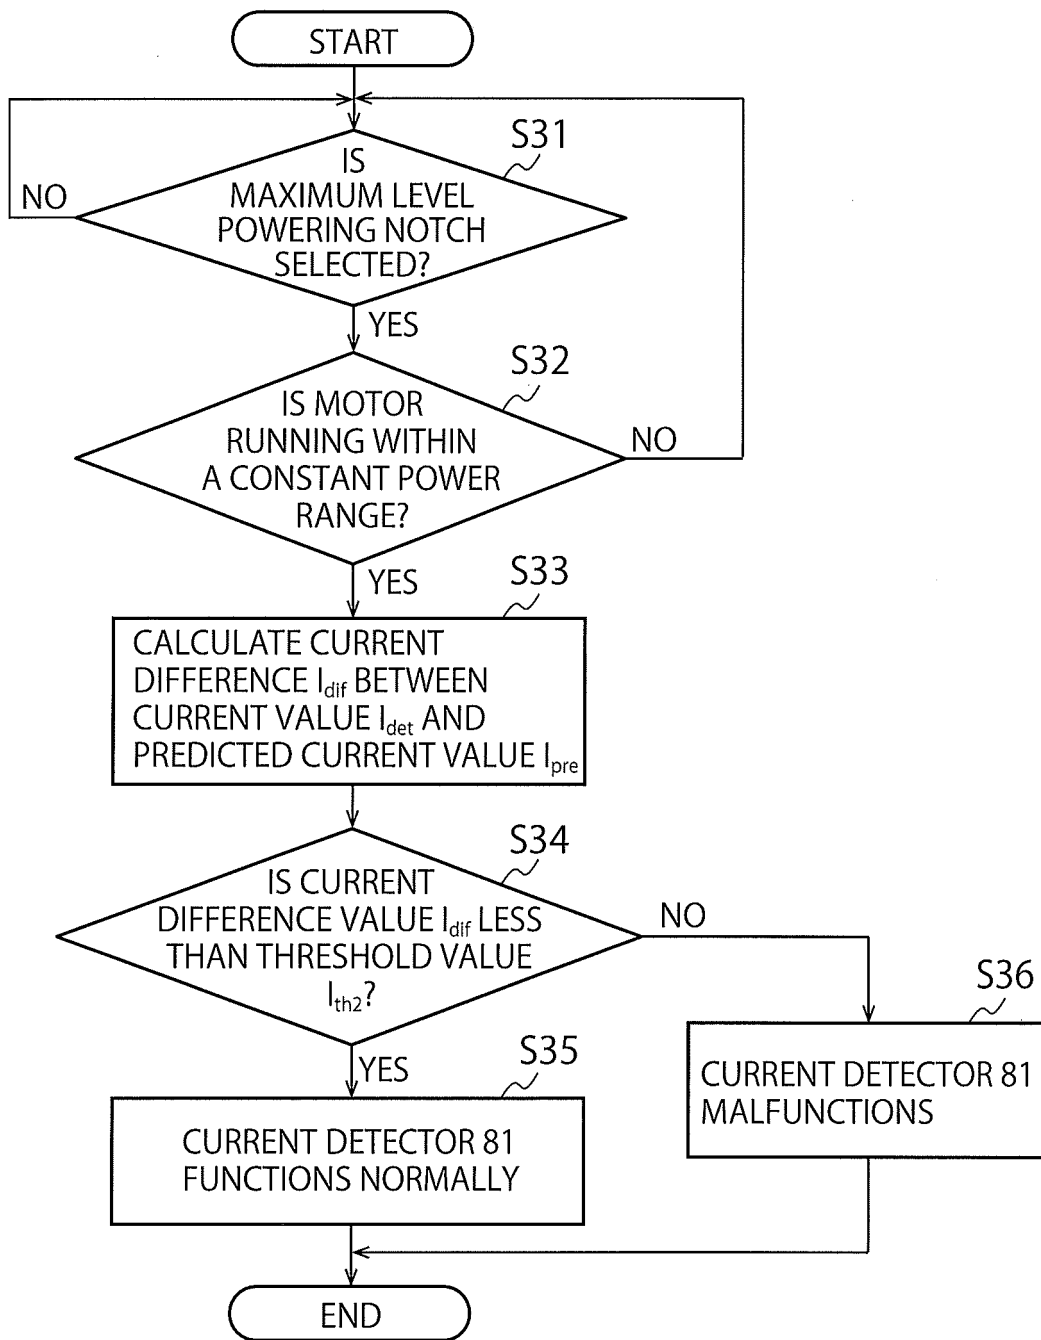 START
S31
IS
MAXIMUM LEVEL
POWERING NOTCH
SELECTED?
NO
YES
S32
IS MOTOR
RUNNING WITHIN
A CONSTANT POWER
RANGE?
NO
YES
S33
CALCULATE CURRENT
DIFFERENCE Idif BETWEEN
CURRENT VALUE Idet AND
PREDICTED CURRENT VALUE Ipre
S34
IS CURRENT
DIFFERENCE VALUE Idif LESS
THAN THRESHOLD VALUE
Ith2?
NO
YES
S36
CURRENT DETECTOR 81
MALFUNCTIONS
S35
CURRENT DETECTOR 81
FUNCTIONS NORMALLY
END